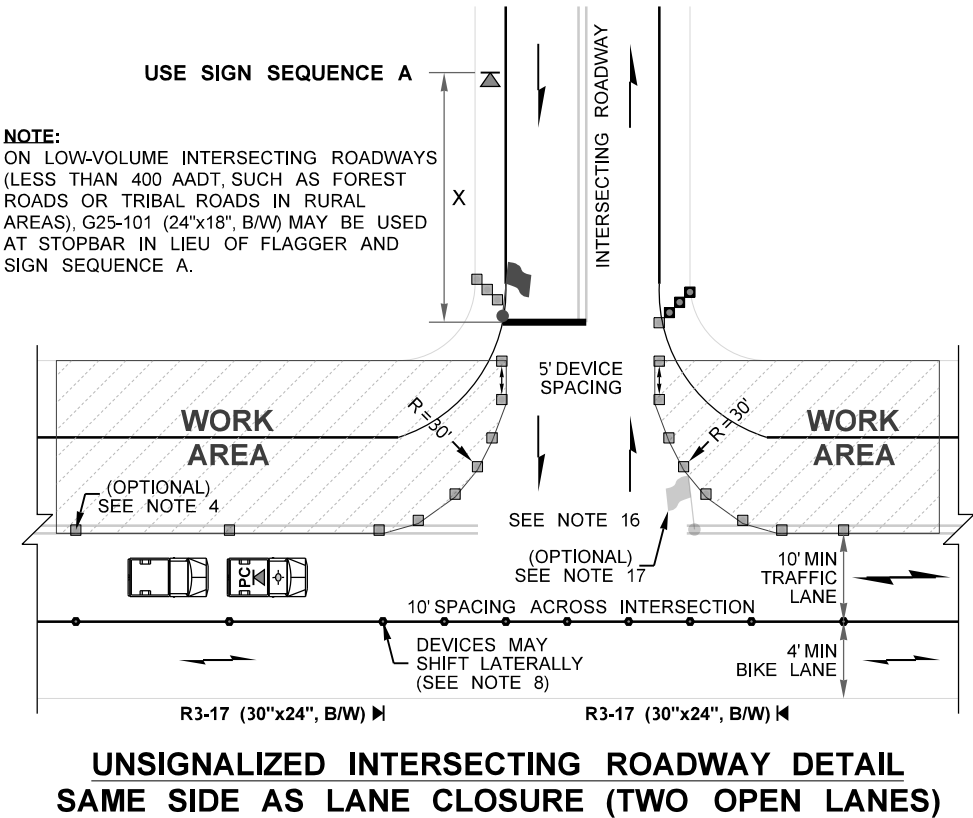 USE SIGN SEQUENCE A
NOTE:
ON LOW-VOLUME INTERSECTING ROADWAYS
(LESS THAN 400 AADT, SUCH AS FOREST
ROADS OR TRIBAL ROADS IN RURAL
AREAS), G25-101 (24"x18", B/W) MAY BE USED
AT STOPBAR IN LIEU OF FLAGGER AND
SIGN SEQUENCE A.
X
INTERSECTING ROADWAY
5' DEVICE
SPACING
R=30'
R=30'
WORK
AREA
WORK
AREA
(OPTIONAL)
SEE NOTE 4
SEE NOTE 16
(OPTIONAL)
SEE NOTE 17
10' MIN
TRAFFIC
LANE
PC
10' SPACING ACROSS INTERSECTION
DEVICES MAY
SHIFT LATERALLY
(SEE NOTE 8)
4' MIN
BIKE LANE
R3-17 (30"x24", B/W)
R3-17 (30"x24", B/W)
UNSIGNALIZED INTERSECTING ROADWAY DETAIL
SAME SIDE AS LANE CLOSURE (TWO OPEN LANES)